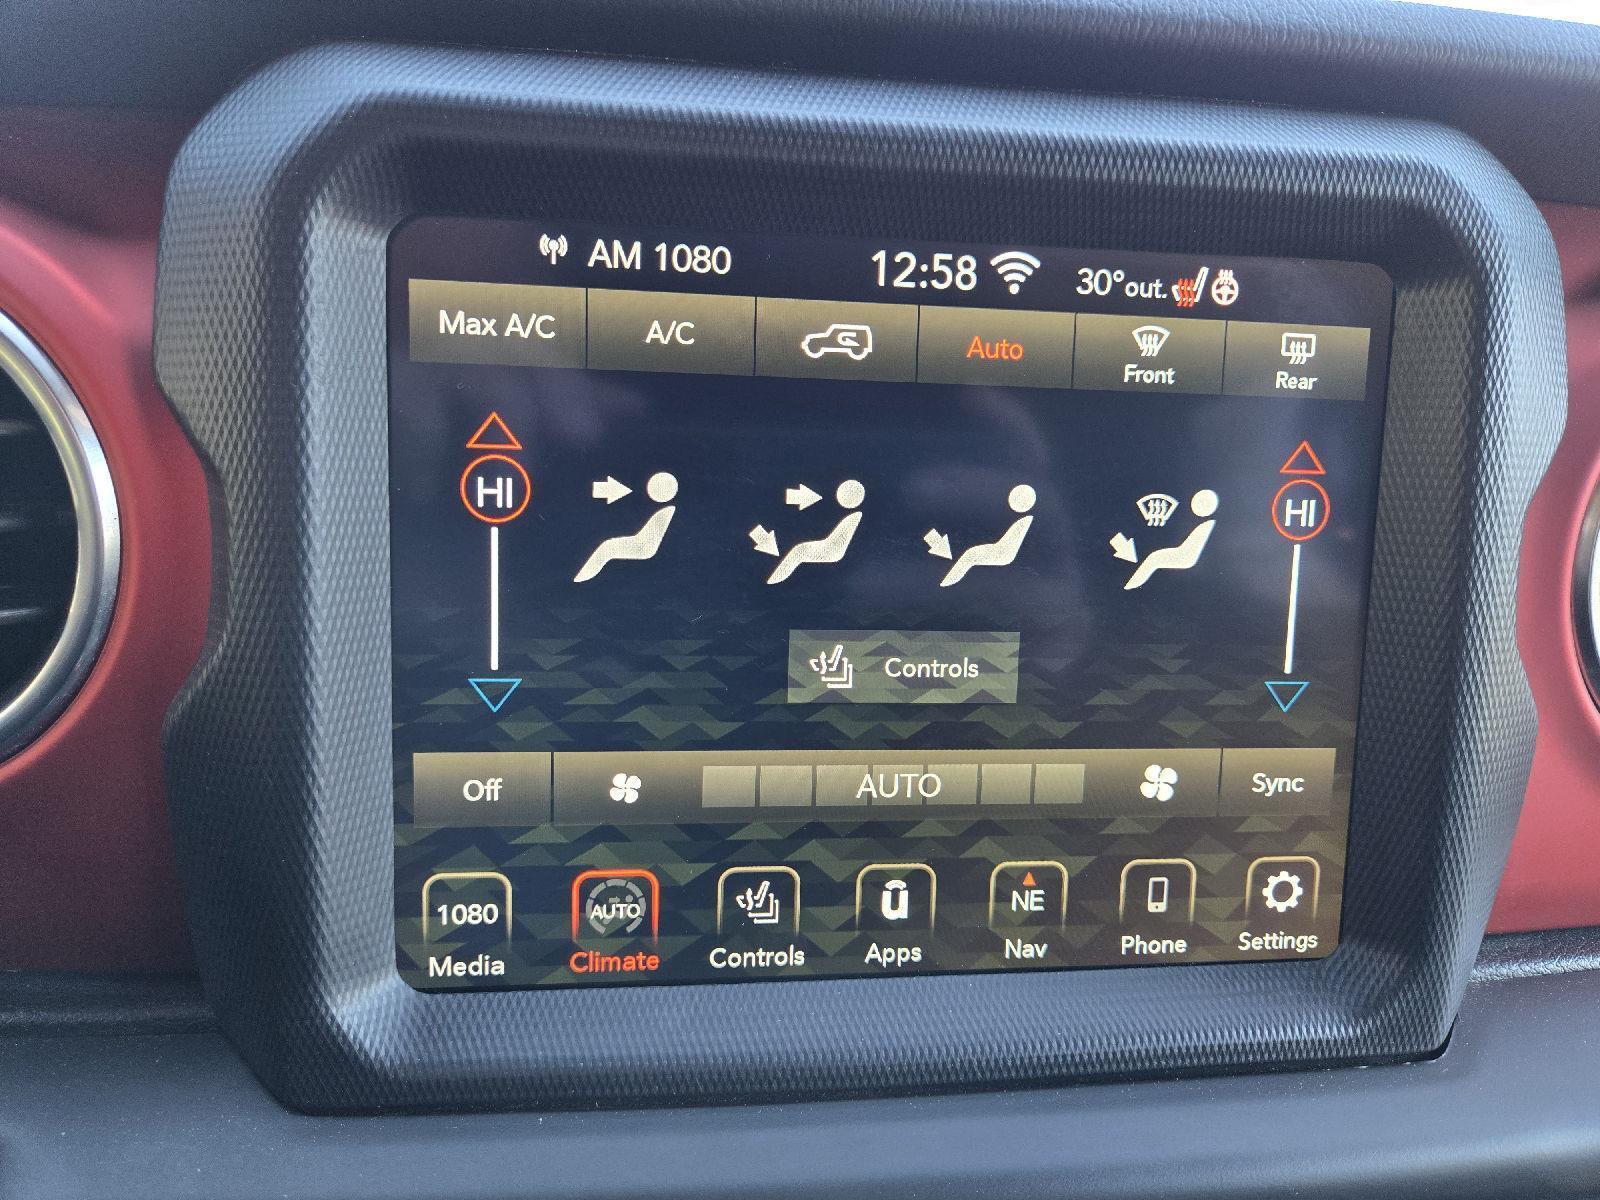 AM 1080 12:58 30°out.
Max A/C A/C Auto Front Rear
HI HI
Controls
Off AUTO Sync
1080 AUTO NE
Media Climate Controls Apps Nav Phone Settings